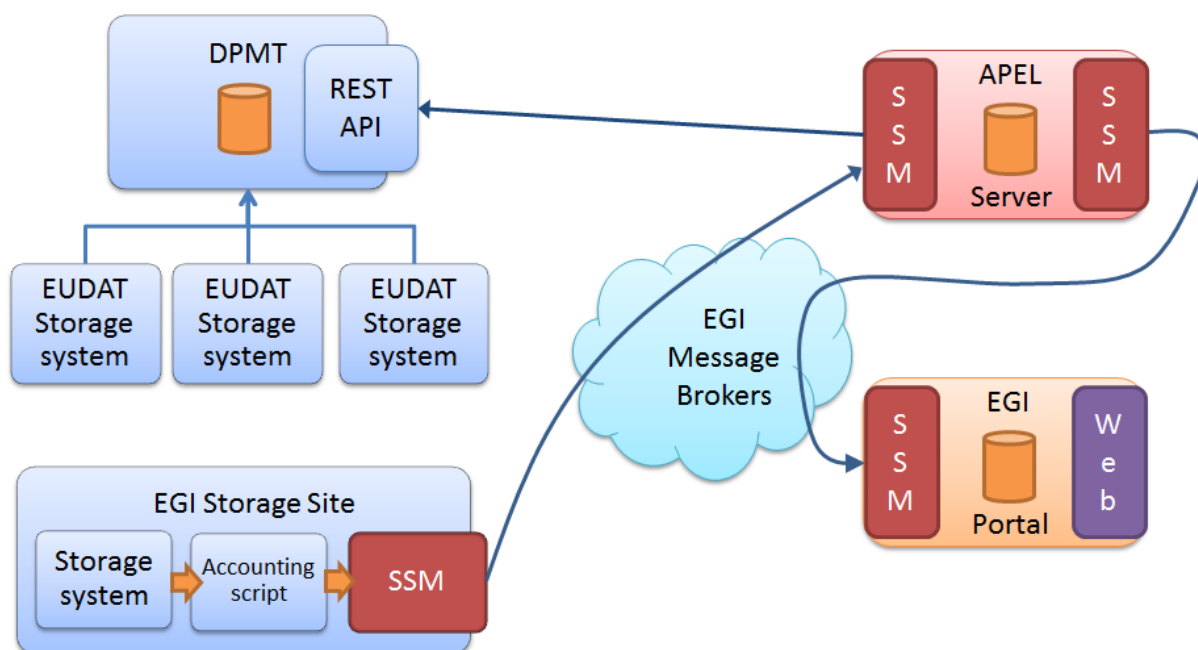 DPMT
REST
API
S
S
M
APEL
Server
S
S
M
EUDAT
Storage
system
EUDAT
Storage
system
EUDAT
Storage
system
EGI
Message
Brokers
S
S
M
EGI
Portal
W
e
b
EGI Storage Site
Storage
system
Accounting
script
SSM